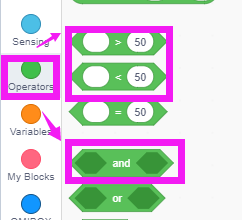 Sensing
> 50
Operators
< 50
Variables
= 50
and
My Blocks
or